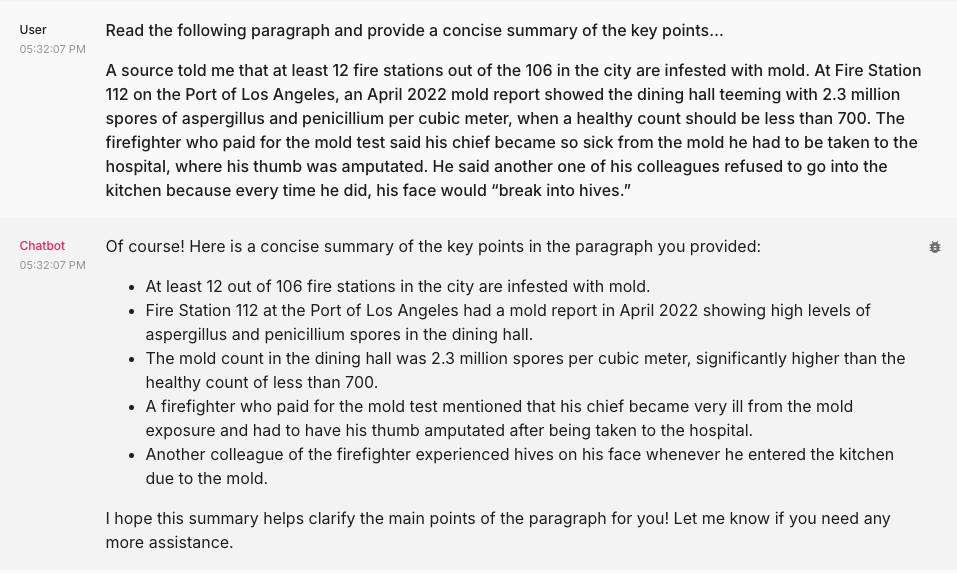 User
05:32:07 PM
Read the following paragraph and provide a concise summary of the key points...
A source told me that at least 12 fire stations out of the 106 in the city are infested with mold. At Fire Station
112 on the Port of Los Angeles, an April 2022 mold report showed the dining hall teeming with 2.3 million
spores of aspergillus and penicillium per cubic meter, when a healthy count should be less than 700. The
firefighter who paid for the mold test said his chief became so sick from the mold he had to be taken to the
hospital, where his thumb was amputated. He said another one of his colleagues refused to go into the
kitchen because every time he did, his face would “break into hives.”
Chatbot
05:32:07 PM
Of course! Here is a concise summary of the key points in the paragraph you provided:
• At least 12 out of 106 fire stations in the city are infested with mold.
• Fire Station 112 at the Port of Los Angeles had a mold report in April 2022 showing high levels of
aspergillus and penicillium spores in the dining hall.
• The mold count in the dining hall was 2.3 million spores per cubic meter, significantly higher than the
healthy count of less than 700.
• A firefighter who paid for the mold test mentioned that his chief became very ill from the mold
exposure and had to have his thumb amputated after being taken to the hospital.
• Another colleague of the firefighter experienced hives on his face whenever he entered the kitchen
due to the mold.
I hope this summary helps clarify the main points of the paragraph for you! Let me know if you need any
more assistance.